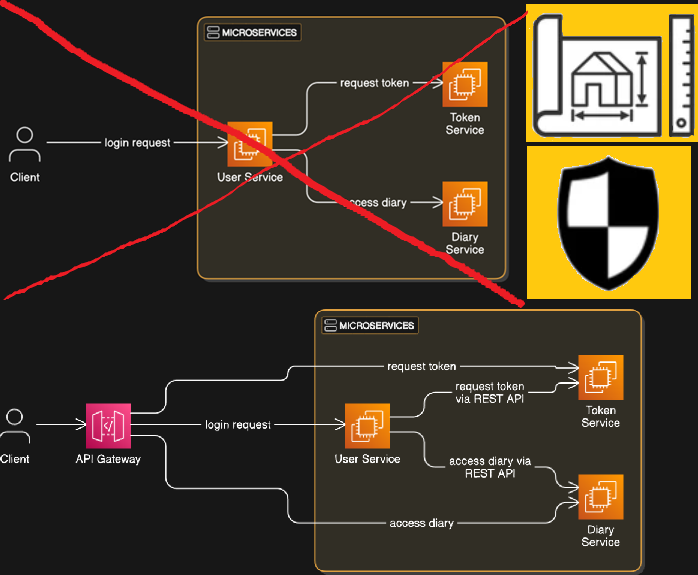 MICROSERVICES
request token
Token
Service
login request
Client
User Service
access diary
Diary
Service
MICROSERVICES
request token
request token
via REST API
Token
Service
login request
Client
API Gateway
User Service
access diary via
REST API
access diary
Diary
Service